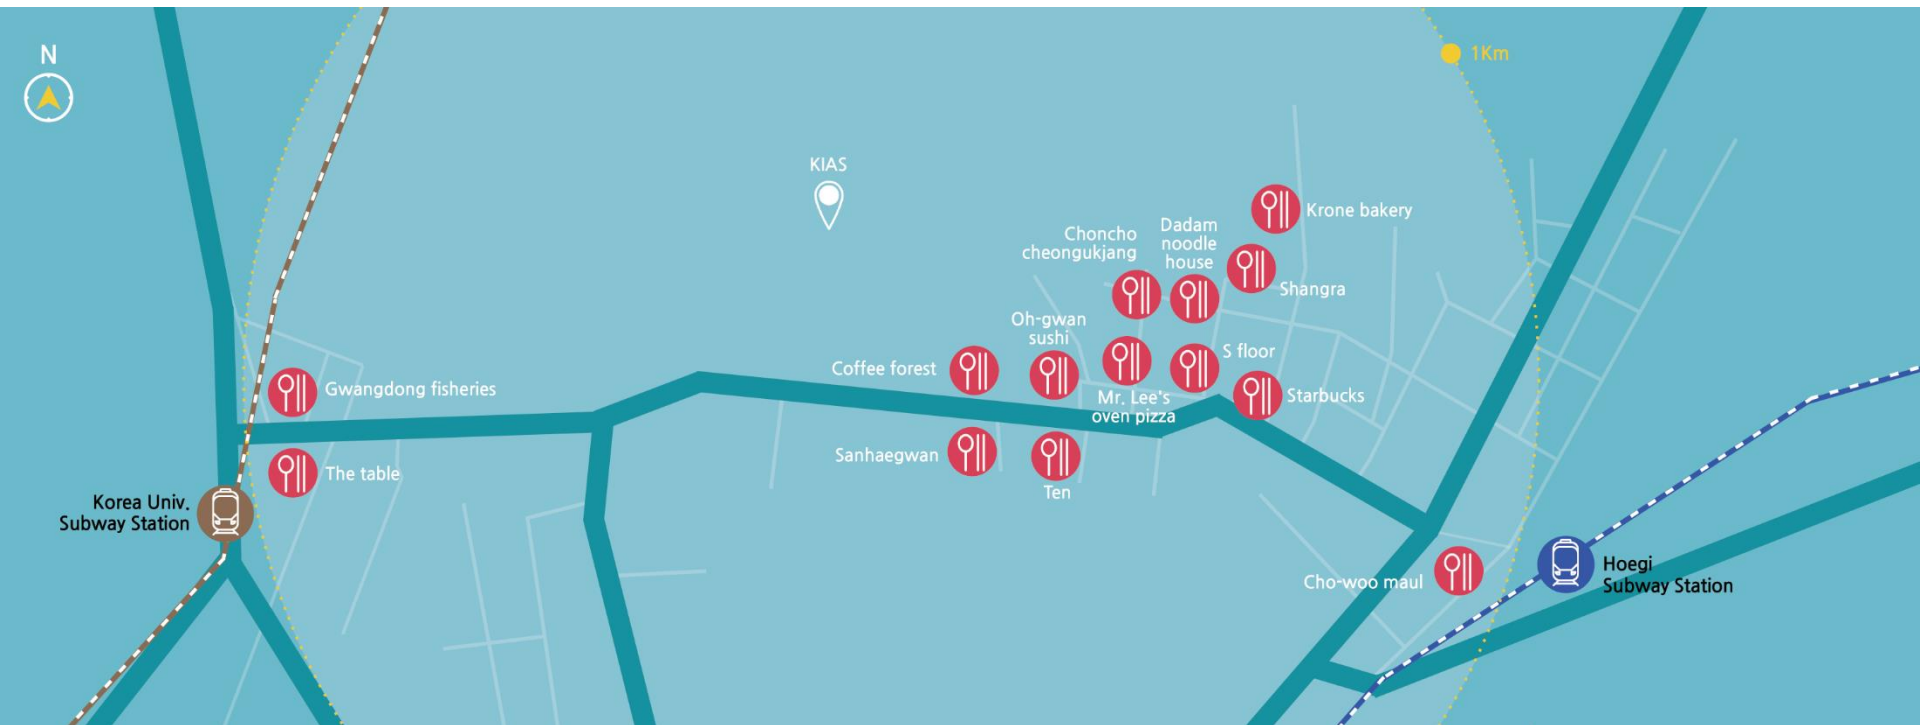 N
1Km
KIAS
Krone bakery
Dadam
noodle
house
Choncho
cheongukjang
Shangra
Oh-gwan
sushi
S floor
Coffee forest
Gwangdong fisheries
Starbucks
Mr. Lee's
oven pizza
Sanhaegwan
The table
Ten
Korea Univ.
Subway Station
Cho-woo maul
Hoegi
Subway Station